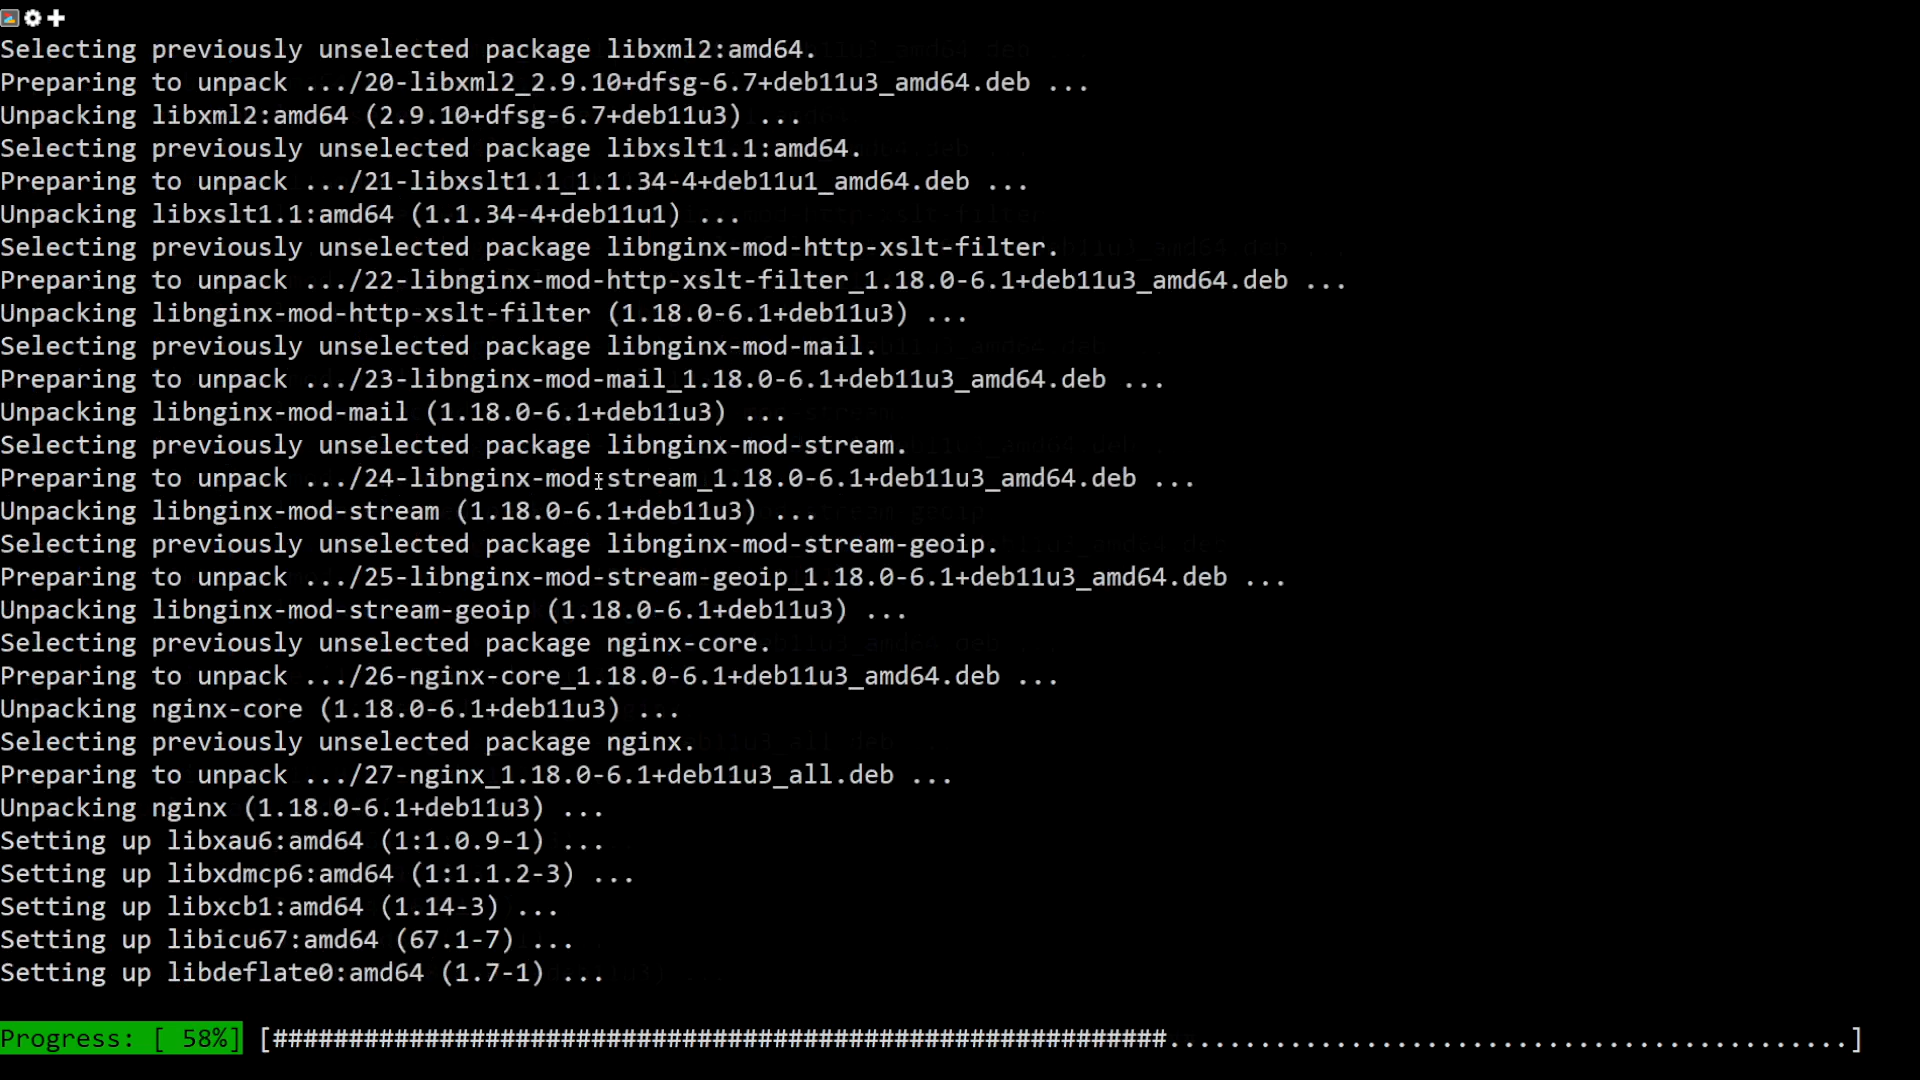 Selecting previously unselected package libxml2:amd64.
Preparing to unpack .../20-libxml2_2.9.10+dfsg-6.7+deb11u3_amd64.deb ...
Unpacking libxml2:amd64 (2.9.10+dfsg-6.7+deb11u3) ...
Selecting previously unselected package libxslt1.1:amd64.
Preparing to unpack .../21-libxslt1.1_1.1.34-4+deb11u1_amd64.deb ...
Unpacking libxslt1.1:amd64 (1.1.34-4+deb11u1) ...
Selecting previously unselected package libnginx-mod-http-xslt-filter.
Preparing to unpack .../22-libnginx-mod-http-xslt-filter_1.18.0-6.1+deb11u3_amd64.deb ...
Unpacking libnginx-mod-http-xslt-filter (1.18.0-6.1+deb11u3) ...
Selecting previously unselected package libnginx-mod-mail.
Preparing to unpack .../23-libnginx-mod-mail_1.18.0-6.1+deb11u3_amd64.deb ...
Unpacking libnginx-mod-mail (1.18.0-6.1+deb11u3) ...
Selecting previously unselected package libnginx-mod-stream.
Preparing to unpack .../24-libnginx-mod-stream_1.18.0-6.1+deb11u3_amd64.deb ...
Unpacking libnginx-mod-stream (1.18.0-6.1+deb11u3) ...
Selecting previously unselected package libnginx-mod-stream-geoip.
Preparing to unpack .../25-libnginx-mod-stream-geoip_1.18.0-6.1+deb11u3_amd64.deb ...
Unpacking libnginx-mod-stream-geoip (1.18.0-6.1+deb11u3) ...
Selecting previously unselected package nginx-core.
Preparing to unpack .../26-nginx-core_1.18.0-6.1+deb11u3_amd64.deb ...
Unpacking nginx-core (1.18.0-6.1+deb11u3) ...
Selecting previously unselected package nginx.
Preparing to unpack .../27-nginx_1.18.0-6.1+deb11u3_all.deb ...
Unpacking nginx (1.18.0-6.1+deb11u3) ...
Setting up libxau6:amd64 (1:1.0.9-1) ...
Setting up libxdmcp6:amd64 (1:1.1.2-3) ...
Setting up libxcb1:amd64 (1.14-3) ...
Setting up libicu67:amd64 (67.1-7) ...
Setting up libdeflate0:amd64 (1.7-1) ...
Progress: [ 58%] [###########################################################.............................................]